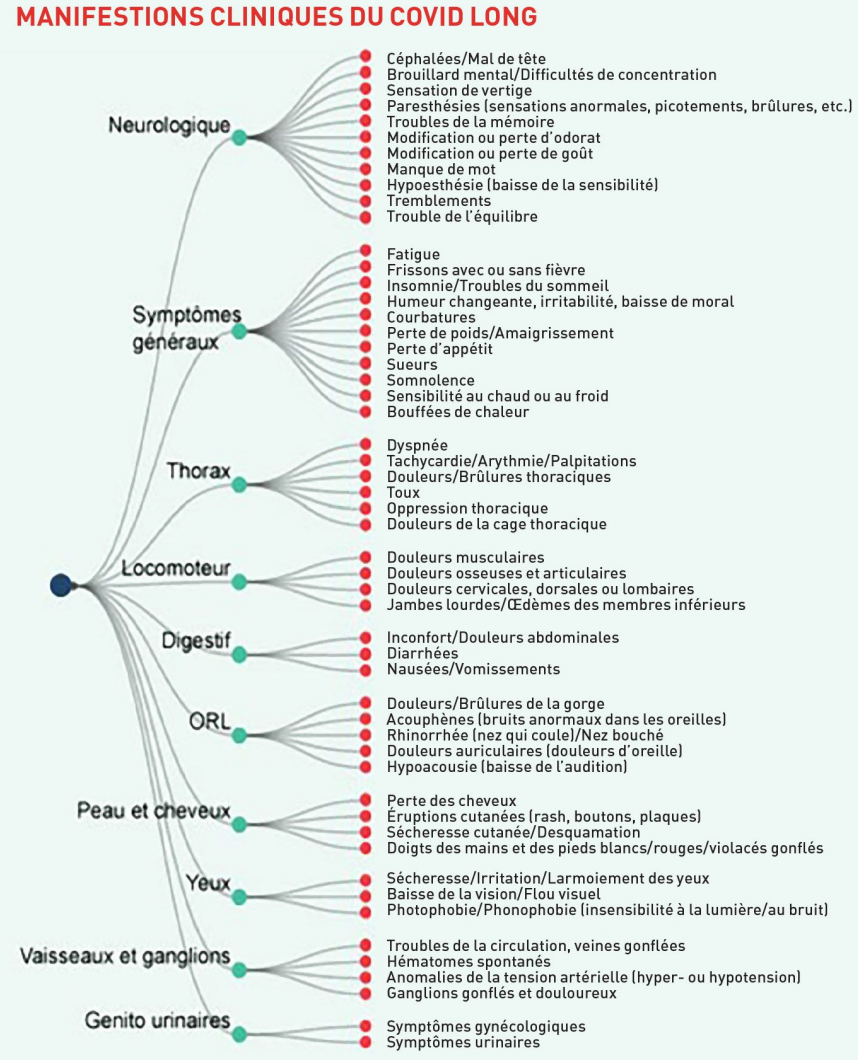 MANIFESTIONS CLINIQUES DU COVID LONG
Neurologique
Céphalées/Mal de tête
Brouillard mental/Difficultés de concentration
Sensation de vertige
Paresthésies (sensations anormales, picotements, brûlures, etc.)
Troubles de la mémoire
Modification ou perte d'odorat
Modification ou perte de goût
Manque de mot
Hypoesthésie (baisse de la sensibilité)
Tremblements
Trouble de l'équilibre
Symptômes
généraux
Fatigue
Frissons avec ou sans fièvre
Insomnie/Troubles du sommeil
Humeur changeante, irritabilité, baisse de moral
Courbatures
Perte de poids/Amaigrissement
Perte d'appétit
Sueurs
Somnolence
Sensibilité au chaud ou au froid
Bouffées de chaleur
Thorax
Dyspnée
Tachycardie/Arythmie/Palpitations
Douleurs/Brûlures thoraciques
Toux
Oppression thoracique
Douleurs de la cage thoracique
Locomoteur
Douleurs musculaires
Douleurs osseuses et articulaires
Douleurs cervicales, dorsales ou lombaires
Jambes lourdes/Œdèmes des membres inférieurs
Digestif
Inconfort/Douleurs abdominales
Diarrhées
Nausées/Vomissements
ORL
Douleurs/Brûlures de la gorge
Acouphènes (bruits anormaux dans les oreilles)
Rhinorrée (nez qui coule)/Nez bouché
Douleurs auriculaires (douleurs d'oreille)
Hypoacousie (baisse de l'audition)
Peau et cheveux
Perte des cheveux
Éruptions cutanées (rash, boutons, plaques)
Sécheresse cutanée/Desquamation
Doigts des mains et des pieds blancs/rouges/violacés gonflés
Yeux
Sécheresse/Irritation/Larmoiement des yeux
Baisse de la vision/Flou visuel
Photophobie/Phonophobie (insensibilité à la lumière/au bruit)
Vaisseaux et ganglions
Troubles de la circulation, veines gonflées
Hématomes spontanés
Anomalies de la tension artérielle (hyper- ou hypotension)
Ganglions gonflés et douloureux
Genito urinaires
Symptômes gynécologiques
Symptômes urinaires